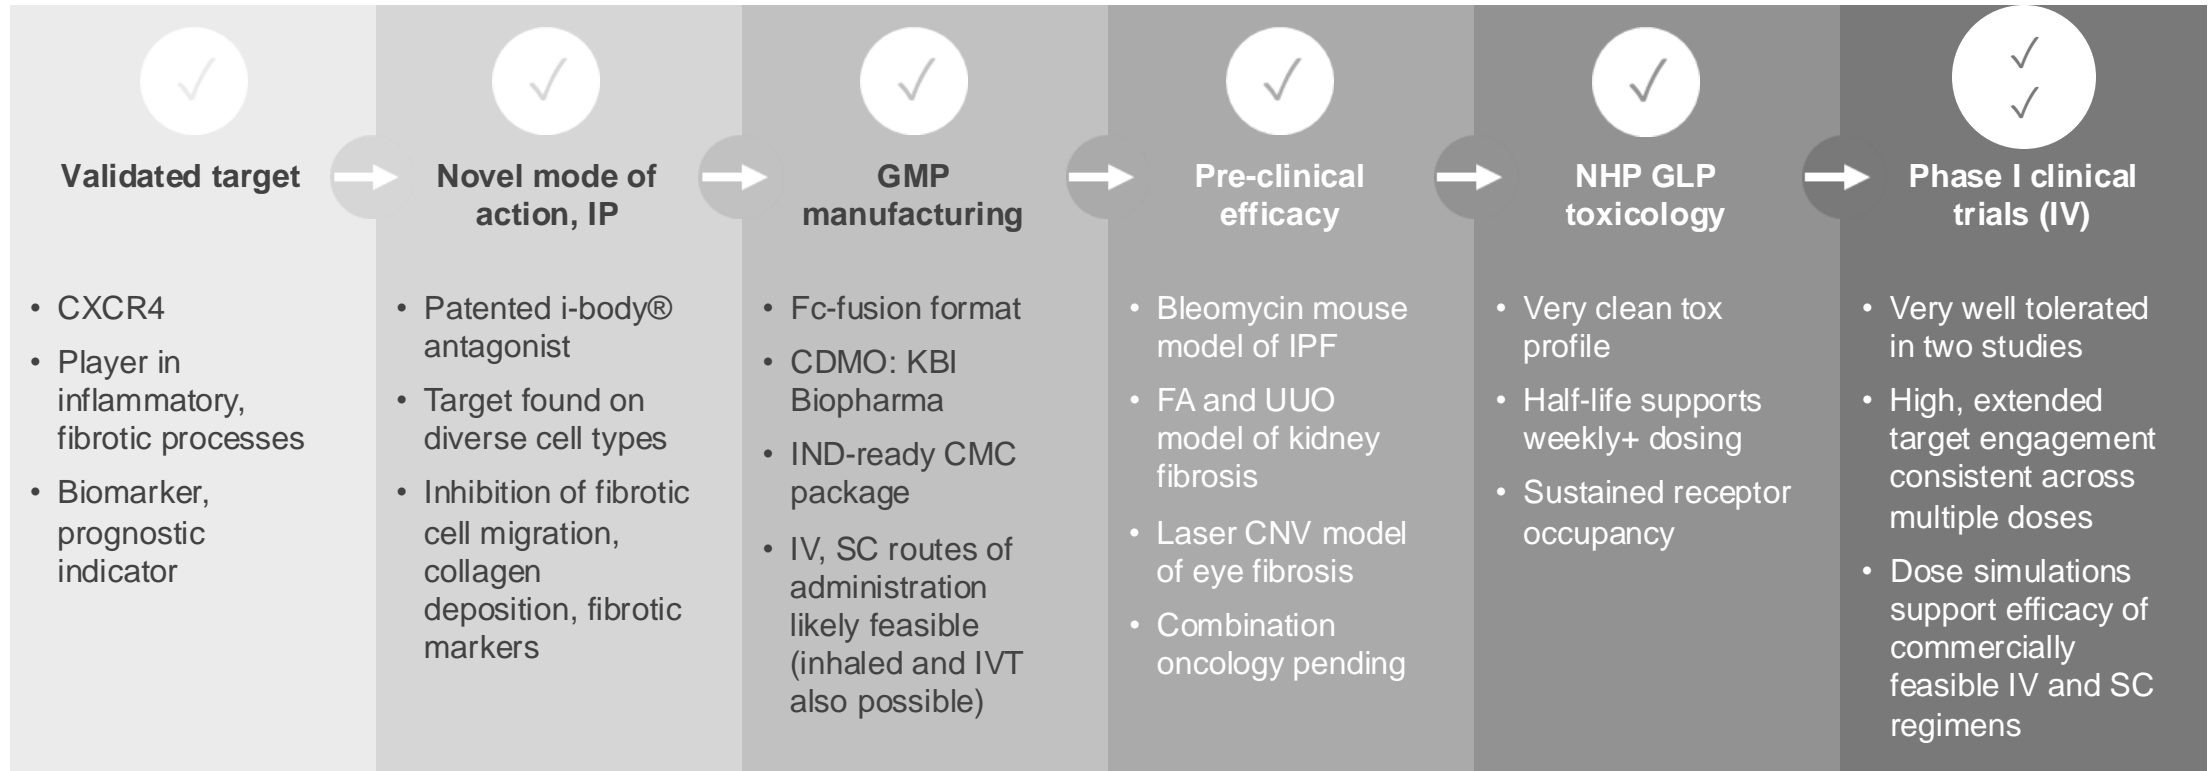 Validated target
• CXCR4
• Player in
inflammatory,
fibrotic processes
• Biomarker,
prognostic
indicator
Novel mode of
action, IP
• Patented i-body®
antagonist
• Target found on
diverse cell types
• Inhibition of fibrotic
cell migration,
collagen
deposition, fibrotic
markers
GMP
manufacturing
• Fc-fusion format
• CDMO: KBI
Biopharma
• IND-ready CMC
package
• IV, SC routes of
administration
likely feasible
(inhaled and IVT
also possible)
Pre-clinical
efficacy
• Bleomycin mouse
model of IPF
• FA and UUO
model of kidney
fibrosis
• Laser CNV model
of eye fibrosis
• Combination
oncology pending
NHP GLP
toxicology
• Very clean tox
profile
• Half-life supports
weekly+ dosing
• Sustained receptor
occupancy
Phase I clinical
trials (IV)
• Very well tolerated
in two studies
• High, extended
target engagement
consistent across
multiple doses
• Dose simulations
support efficacy of
commercially
feasible IV and SC
regimens